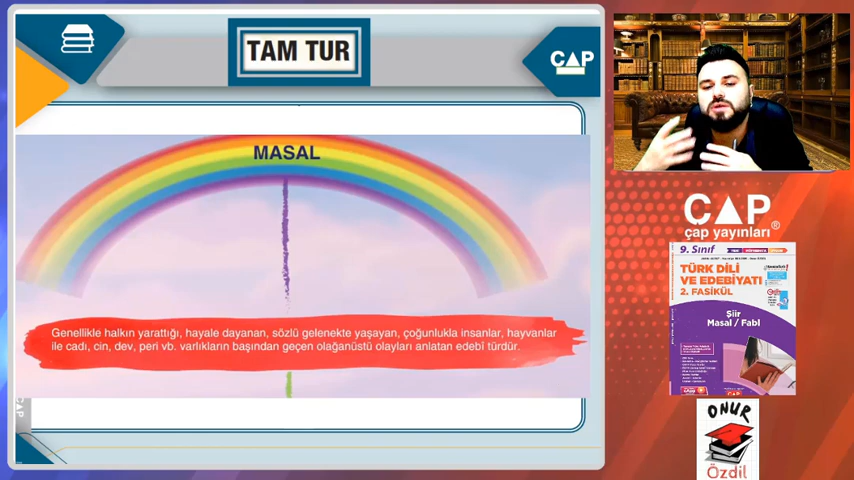 TAM TUR
ÇAP
MASAL
Genellikle halkın yarattığı, hayale dayanan, sözlü gelenekte yaşayan, çoğunlukla insanlar, hayvanlar
ile cadı, cin, dev, peri vb. varlıkların başından geçen olağanüstü olayları anlatan edebî türdür.
ÇAP
çap yayınları®
9. Sınıf
TÜRK DİLİ
VE EDEBİYATI
2. FASİKÜL
Şiir
Masal / Fabl
ÇAP
ONUR
Özdil